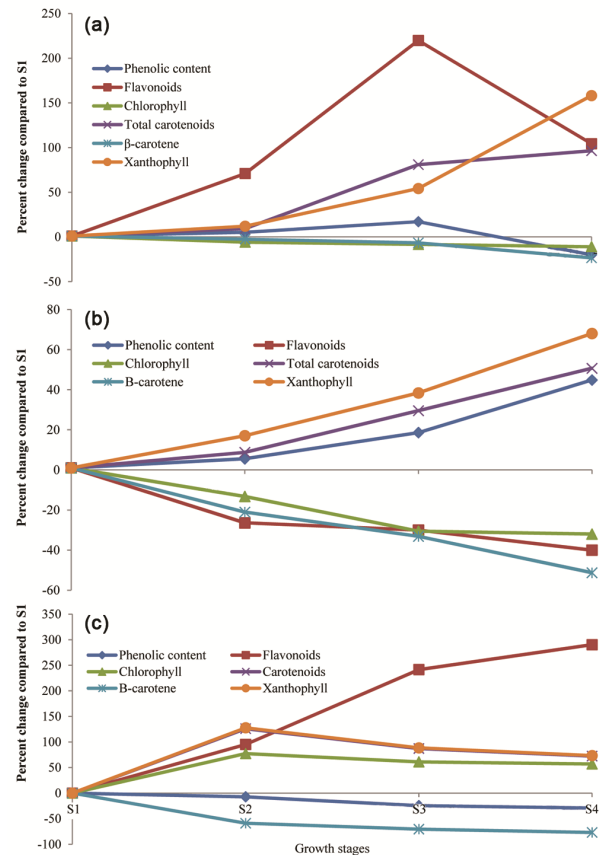 (a)
Percent change compared to S1
250
200
150
100
50
0
-50
Phenolic content
Flavonoids
Chlorophyll
Total carotenoids
β-carotene
Xanthophyll
(b)
Percent change compared to S1
80
60
40
20
0
-20
-40
-60
Phenolic content Flavonoids
Chlorophyll Total carotenoids
B-carotene Xanthophyll
(c)
Percent change compared to S1
350
300
250
200
150
100
50
0
-50
-100
Phenolic content Flavonoids
Chlorophyll Carotenoids
B-carotene Xanthophyll
S1 S2 S3 S4
Growth stages